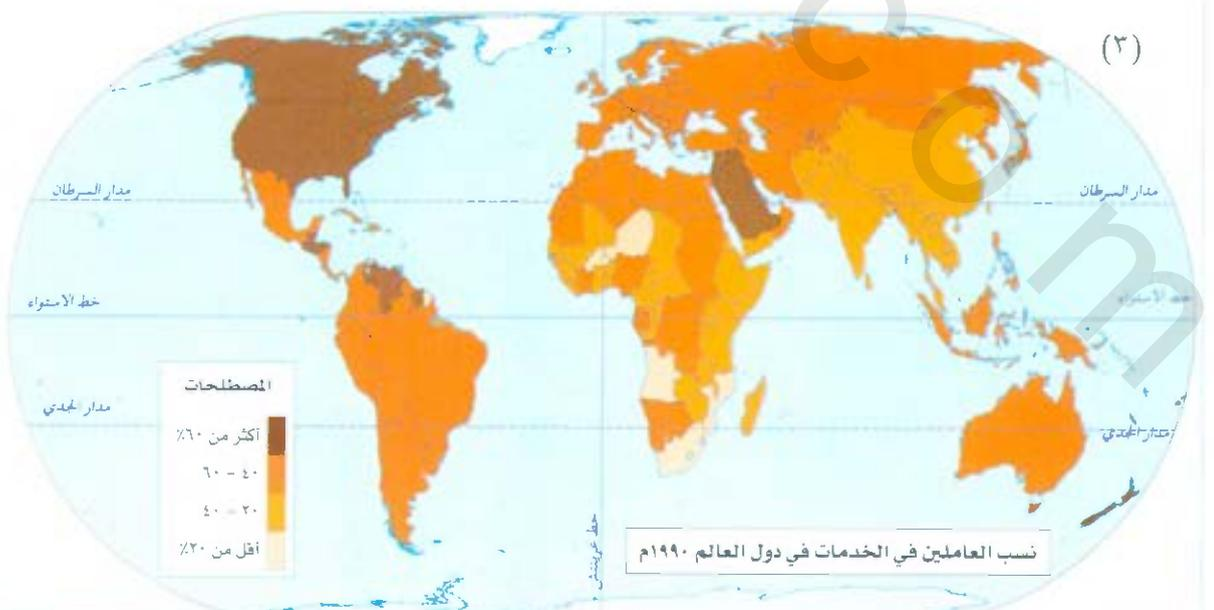 (٣)
مدار السرطان
مدار السرطان
خط الاستواء
خط الاستواء
المصطلحات
مدار الجدي
أكثر من ٦٠٪
مدار الجدي
٤٠ - ٦٠
٢٠ - ٤٠
أقل من ٢٠٪
خط غرينتش
نسب العاملين في الخدمات في دول العالم ١٩٩٠م
com